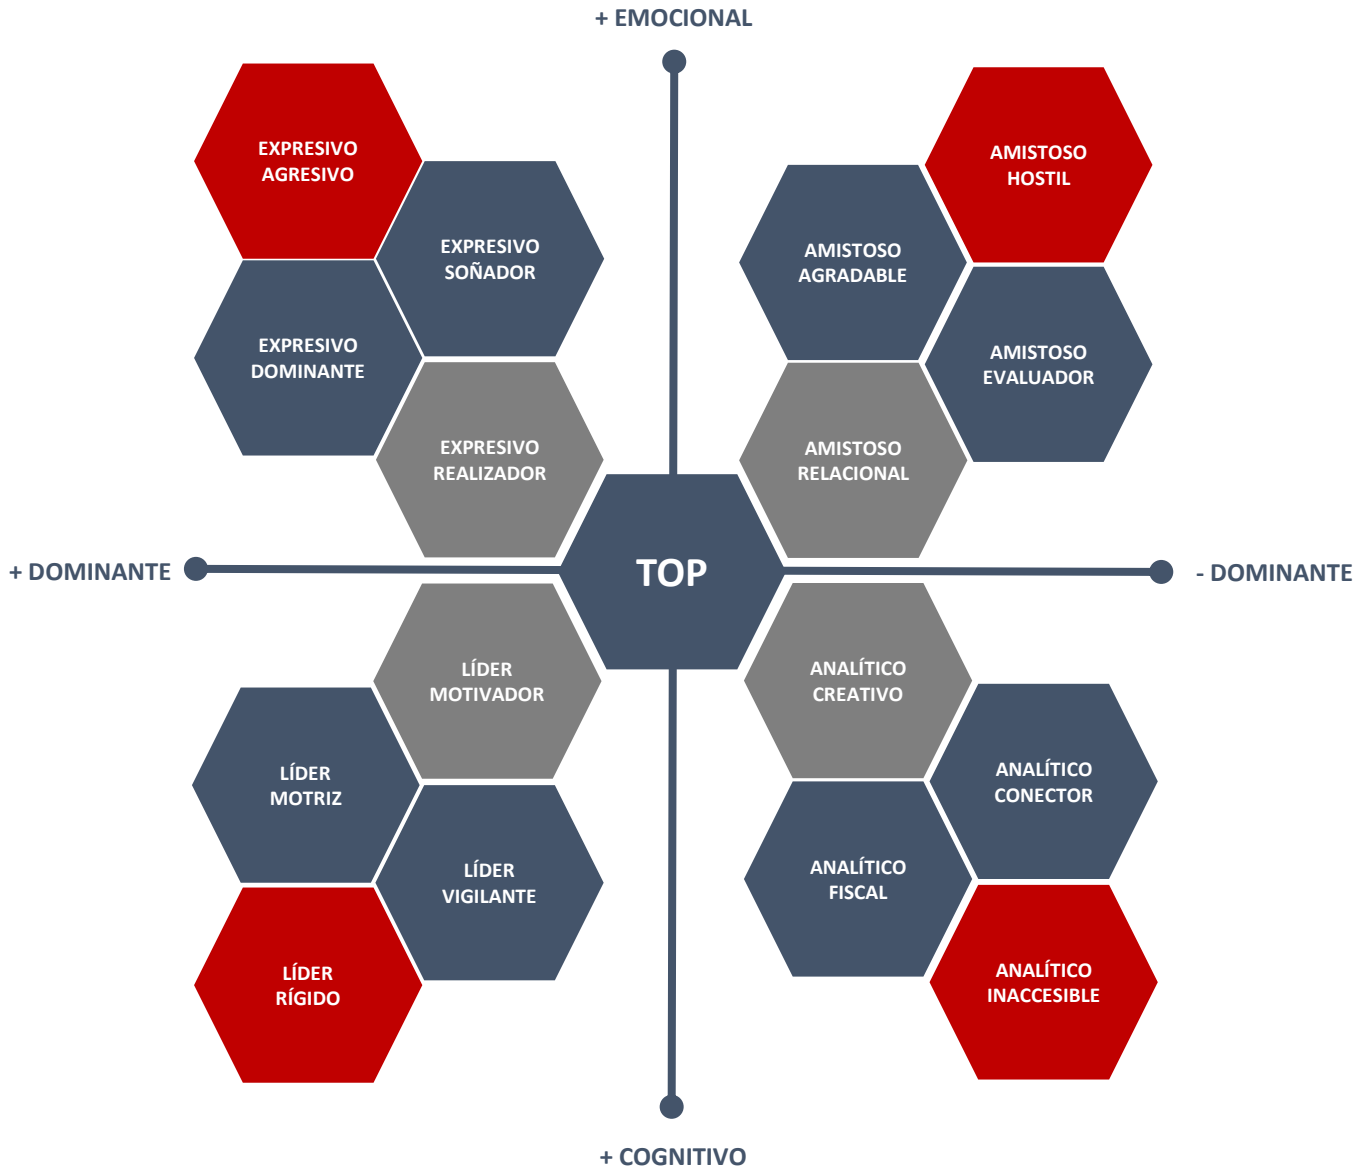 + EMOCIONAL
EXPRESIVO
AGRESIVO
AMISTOSO
HOSTIL
EXPRESIVO
SOÑADOR
AMISTOSO
AGRADABLE
EXPRESIVO
DOMINANTE
AMISTOSO
EVALUADOR
EXPRESIVO
REALIZADOR
AMISTOSO
RELACIONAL
+ DOMINANTE
TOP
- DOMINANTE
LÍDER
MOTIVADOR
ANALÍTICO
CREATIVO
LÍDER
MOTRIZ
ANALÍTICO
CONECTOR
LÍDER
VIGILANTE
ANALÍTICO
FISCAL
LÍDER
RÍGIDO
ANALÍTICO
INACCESIBLE
+ COGNITIVO